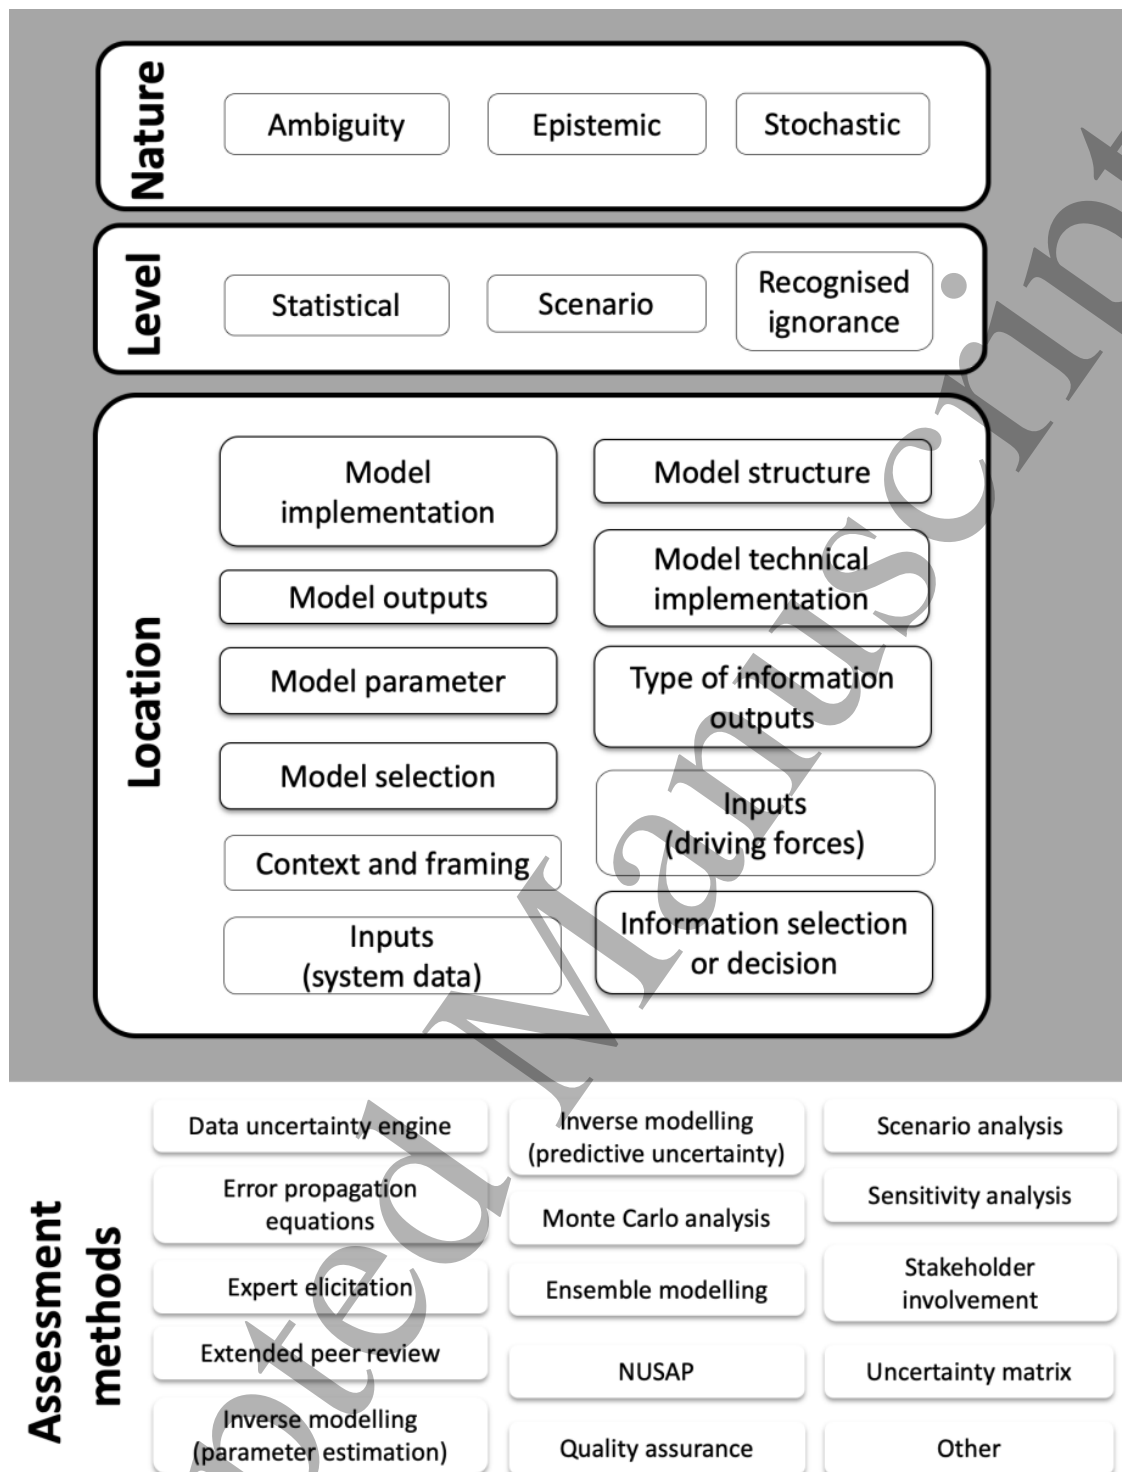 Nature
Ambiguity
Epistemic
Stochastic
Level
Statistical
Scenario
Recognised
ignorance
Location
Model
implementation
Model outputs
Model parameter
Model selection
Context and framing
Inputs
(system data)
Model structure
Model technical
implementation
Type of information
outputs
Inputs
(driving forces)
Information selection
or decision
Assessment
methods
Data uncertainty engine
Error propagation
equations
Expert elicitation
Extended peer review
Inverse modelling
(parameter estimation)
Inverse modelling
(predictive uncertainty)
Monte Carlo analysis
Ensemble modelling
NUSAP
Quality assurance
Scenario analysis
Sensitivity analysis
Stakeholder
involvement
Uncertainty matrix
Other
pted Manuscript